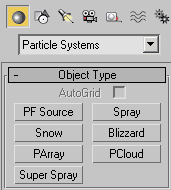 Particle Systems
- Object Type
AutoGrid
PF Source Spray
Snow Blizzard
PArray PCloud
Super Spray